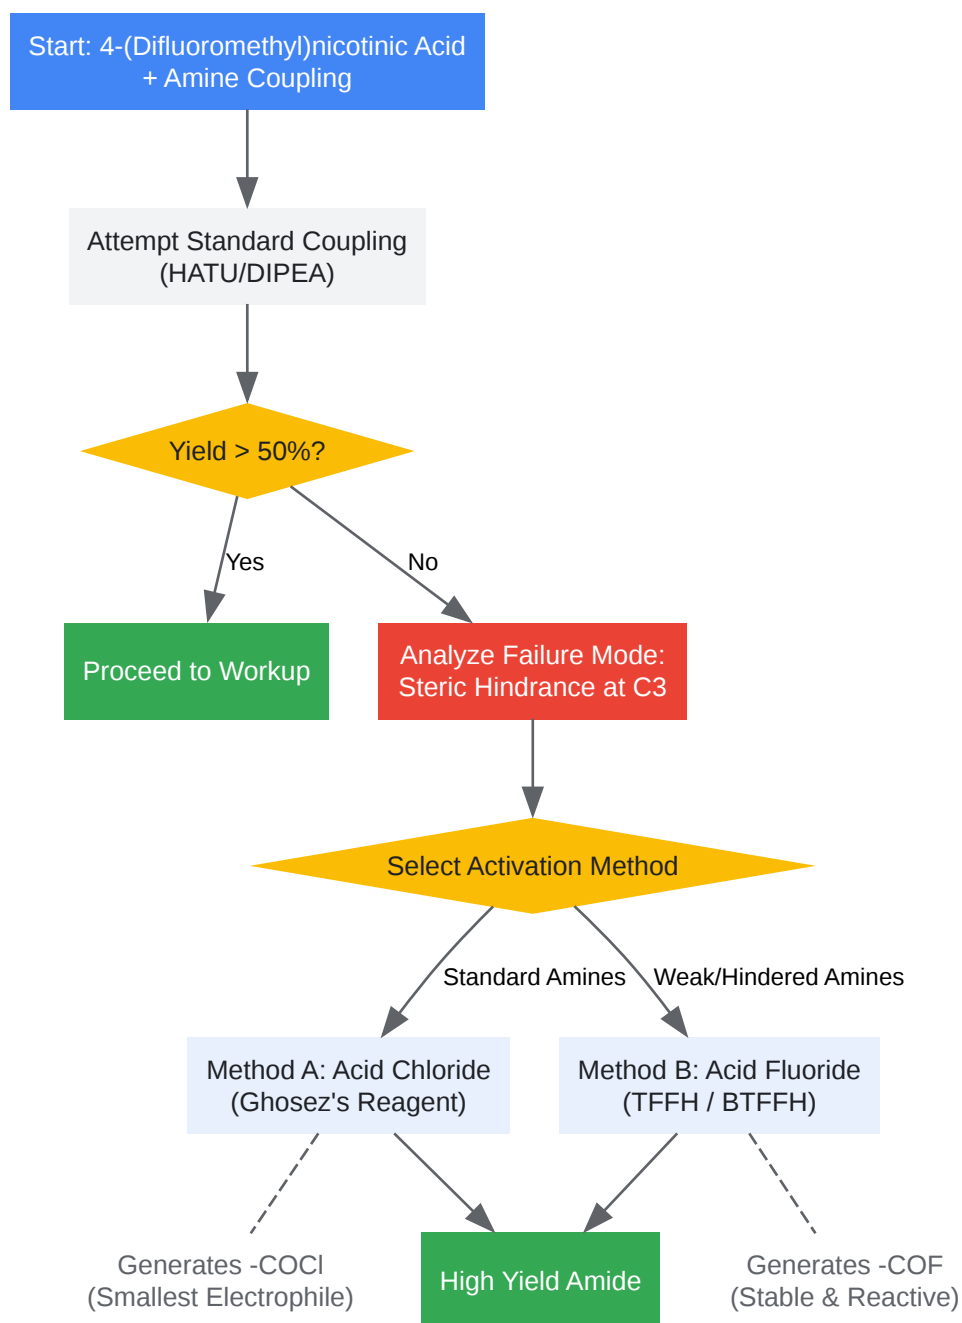 Start: 4-(Difluoromethyl)nicotinic Acid
+ Amine Coupling
Attempt Standard Coupling
(HATU/DIPEA)
Yield > 50%?
Yes
No
Proceed to Workup
Analyze Failure Mode:
Steric Hindrance at C3
Select Activation Method
Standard Amines
Weak/Hindered Amines
Method A: Acid Chloride
(Ghosez's Reagent)
Method B: Acid Fluoride
(TFFH / BTFFH)
Generates -COCl
(Smallest Electrophile)
High Yield Amide
Generates -COF
(Stable & Reactive)